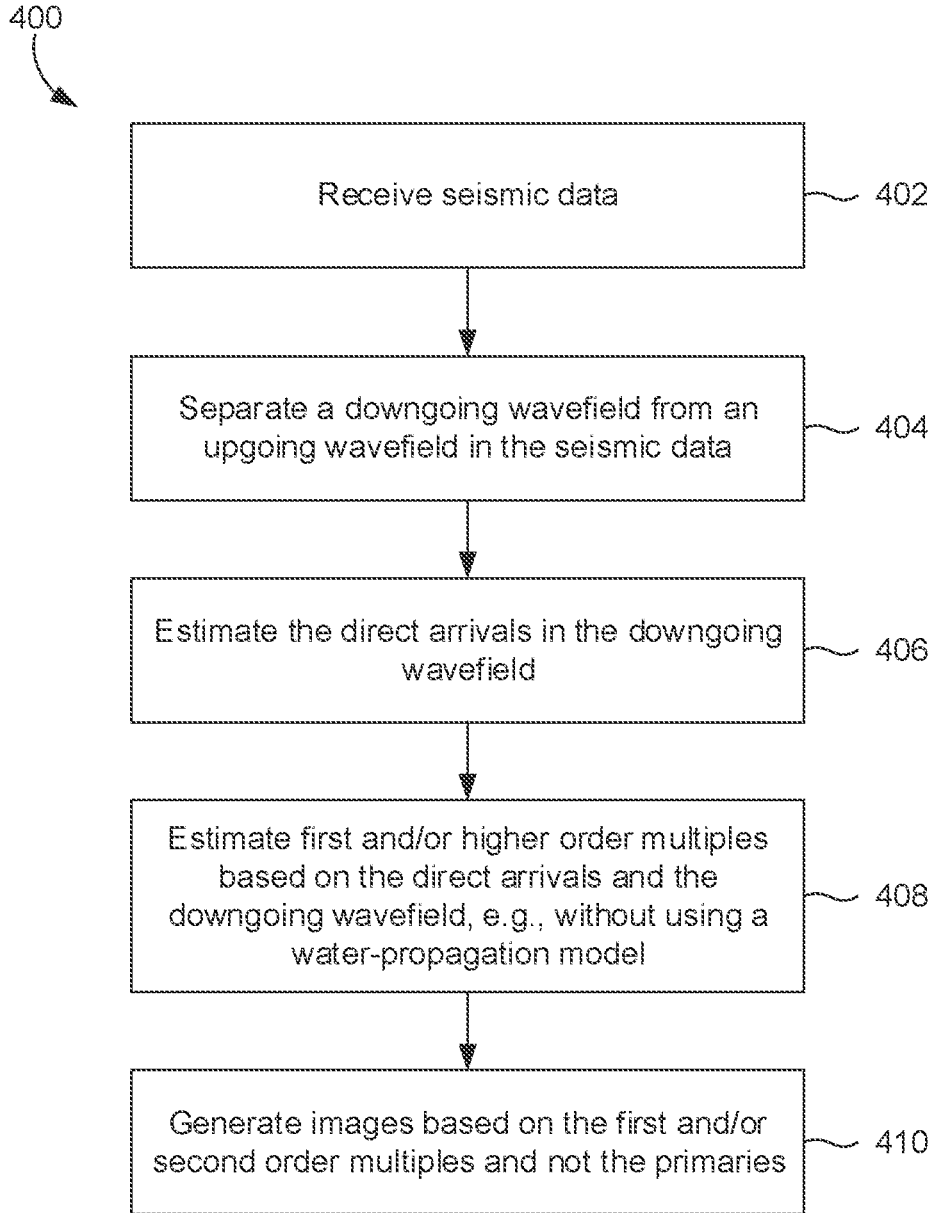 400
Receive seismic data
402
Separate a downgoing wavefield from an
upgoing wavefield in the seismic data
404
Estimate the direct arrivals in the downgoing
wavefield
406
Estimate first and/or higher order multiples
based on the direct arrivals and the
downgoing wavefield, e.g., without using a
water-propagation model
408
Generate images based on the first and/or
second order multiples and not the primaries
410